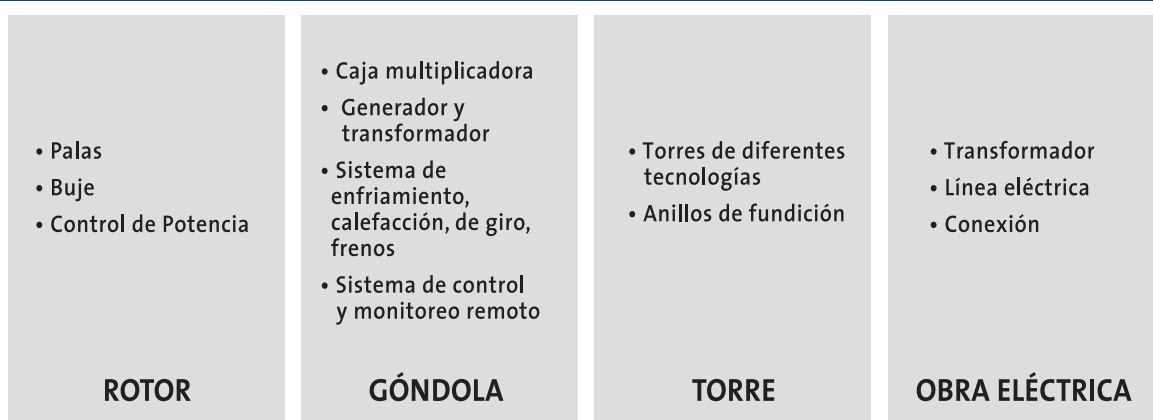 • Palas
• Buje
• Control de Potencia
ROTOR
• Caja multiplicadora
• Generador y
transformador
• Sistema de
enfriamiento,
calefacción, de giro,
frenos
• Sistema de control
y monitoreo remoto
GÓNDOLA
• Torres de diferentes
tecnologías
• Anillos de fundición
TORRE
• Transformador
• Línea eléctrica
• Conexión
OBRA ELÉCTRICA